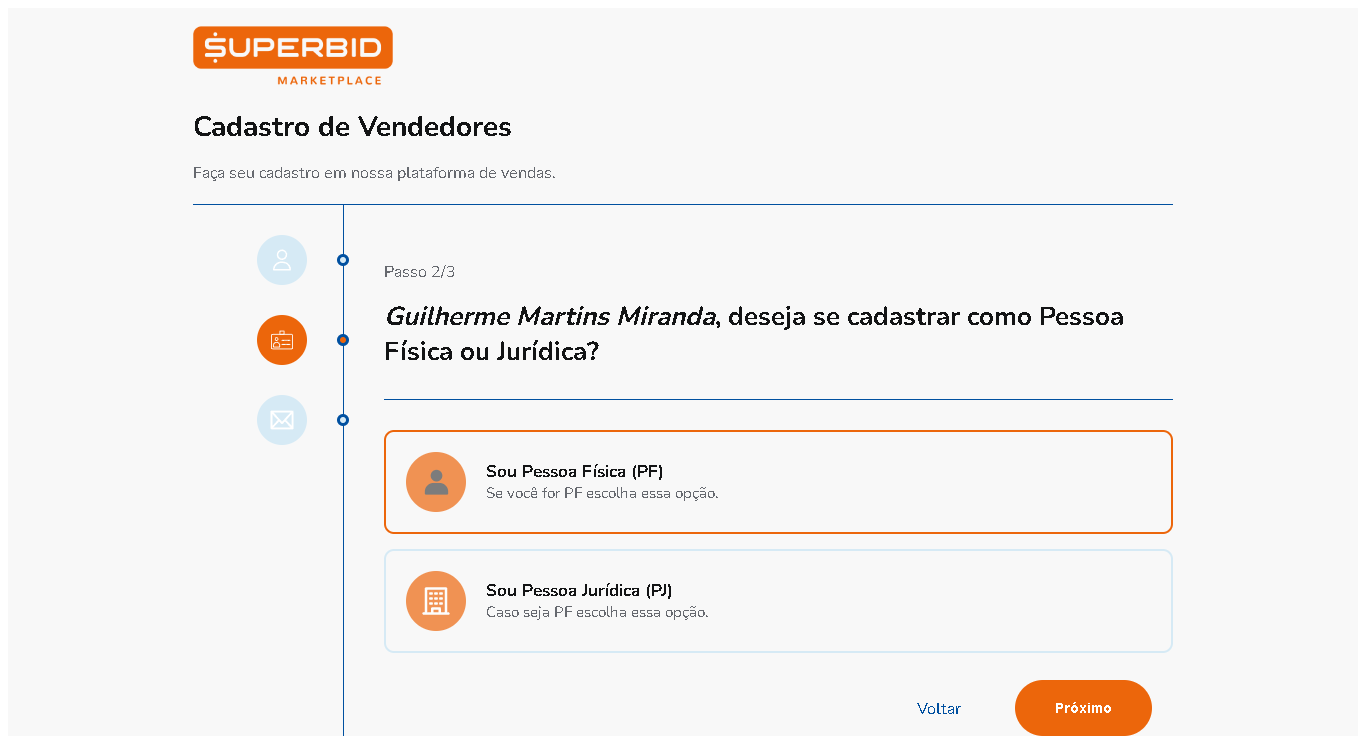 SUPERBID
MARKETPLACE
Cadastro de Vendedores
Faça seu cadastro em nossa plataforma de vendas.
Passo 2/3
Guilherme Martins Miranda, deseja se cadastrar como Pessoa
Física ou Jurídica?
Sou Pessoa Física (PF)
Se você for PF escolha essa opção.
Sou Pessoa Jurídica (PJ)
Caso seja PF escolha essa opção.
Voltar
Próximo